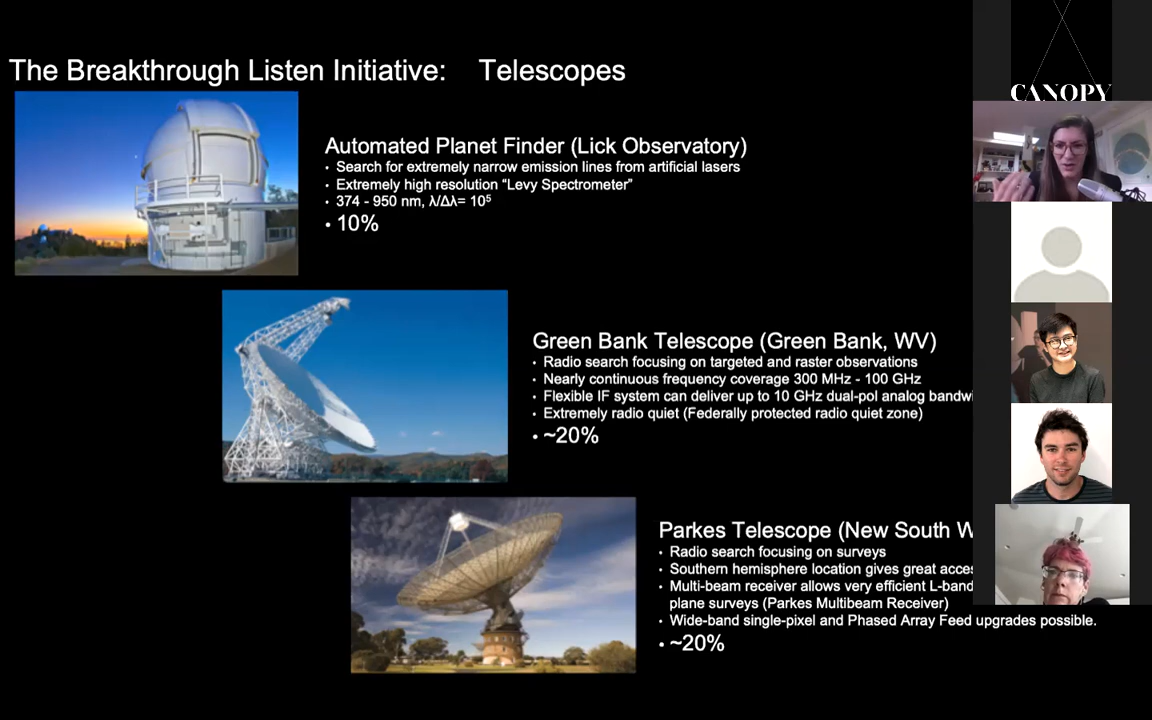 The Breakthrough Listen Initiative: Telescopes
CANOPY
Automated Planet Finder (Lick Observatory)
• Search for extremely narrow emission lines from artificial lasers
• Extremely high resolution “Levy Spectrometer”
• 374 - 950 nm, λ/Δλ= 10⁵
• 10%
Green Bank Telescope (Green Bank, WV)
• Radio search focusing on targeted and raster observations
• Nearly continuous frequency coverage 300 MHz - 100 GHz
• Flexible IF system can deliver up to 10 GHz dual-pol analog bandwi
• Extremely radio quiet (Federally protected radio quiet zone)
• ~20%
Parkes Telescope (New South W
• Radio search focusing on surveys
• Southern hemisphere location gives great acces
• Multi-beam receiver allows very efficient L-band
plane surveys (Parkes Multibeam Receiver)
• Wide-band single-pixel and Phased Array Feed upgrades possible.
• ~20%